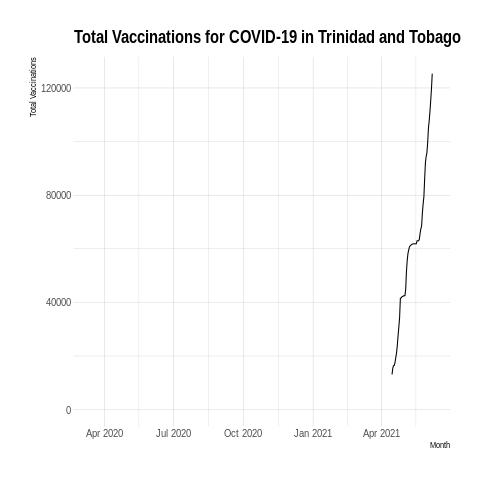 Total Vaccinations for COVID-19 in Trinidad and Tobago
Total Vaccinations
120000
80000
40000
0
Apr 2020 Jul 2020 Oct 2020 Jan 2021 Apr 2021
Month